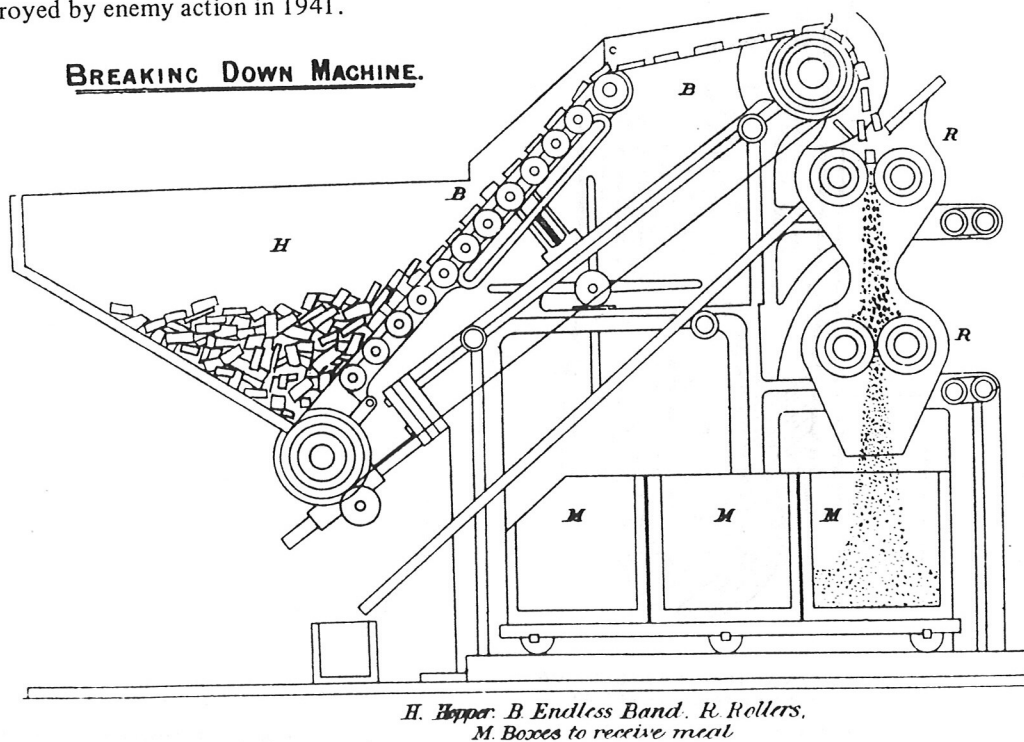 royed by enemy action in 1941.
BREAKING DOWN MACHINE.
B
B
R
H
R
M
M
M
H. Hopper. B. Endless Band. R. Rollers,
M. Boxes to receive meal